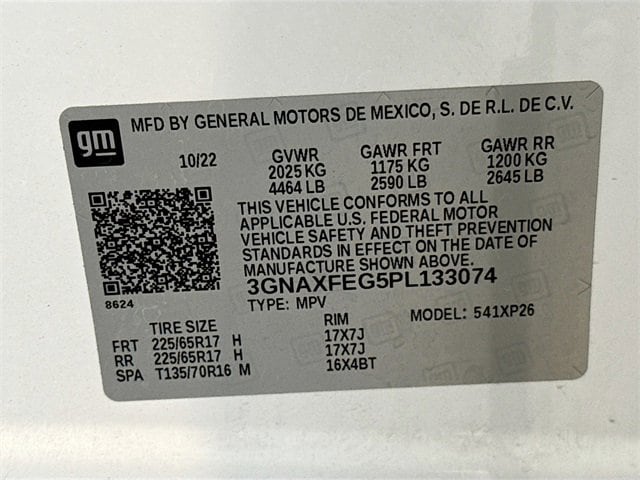 gm MFD BY GENERAL MOTORS DE MEXICO, S. DE R.L. DE C.V.
10/22 GVWR GAWR FRT GAWR RR
2025 KG 1175 KG 1200 KG
4464 LB 2590 LB 2645 LB
THIS VEHICLE CONFORMS TO ALL
APPLICABLE U.S. FEDERAL MOTOR
VEHICLE SAFETY AND THEFT PREVENTION
STANDARDS IN EFFECT ON THE DATE OF
MANUFACTURE SHOWN ABOVE.
8624 3GNAXFEG5PL133074
TYPE: MPV MODEL: 541XP26
TIRE SIZE RIM
FRT 225/65R17 H 17X7J
RR 225/65R17 H 17X7J
SPA T135/70R16 M 16X4BT